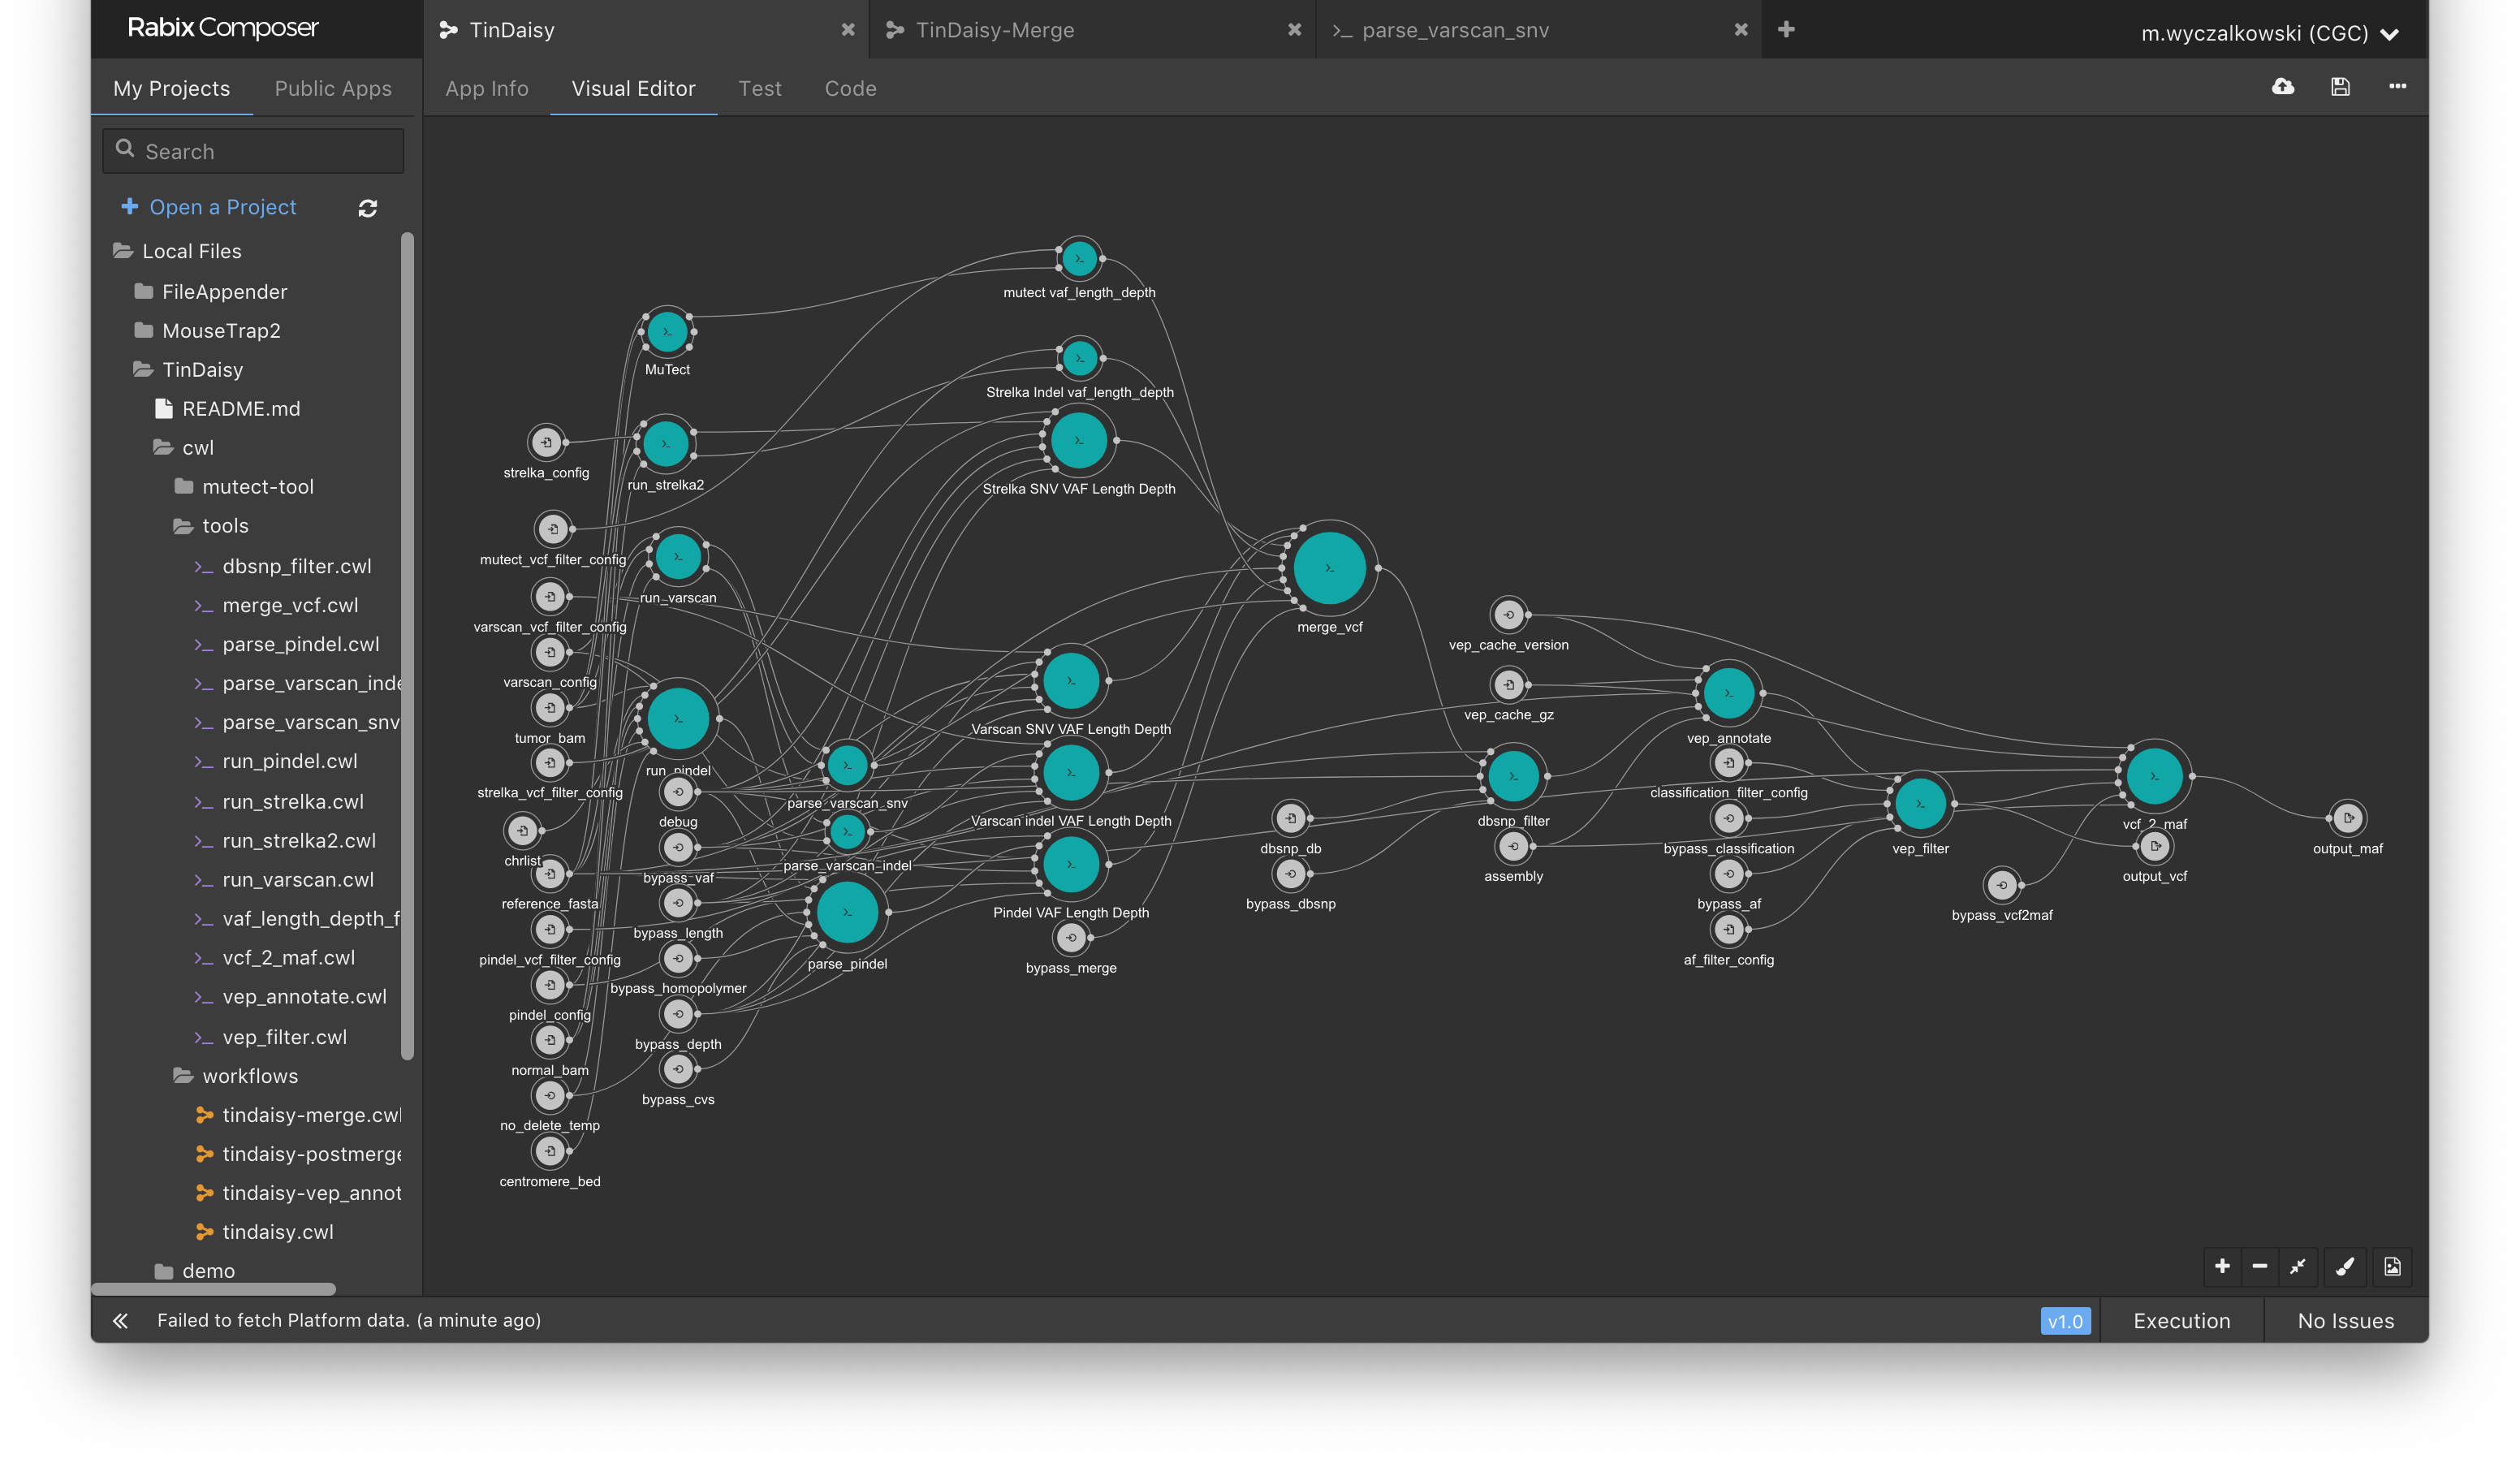 Rabix Composer
TinDaisy
TinDaisy-Merge
>_ parse_varscan_snv
m.wyczalkowski (CGC)
My Projects
Public Apps
App Info
Visual Editor
Test
Code
Search
Open a Project
Local Files
FileAppender
MouseTrap2
TinDaisy
README.md
cwl
mutect-tool
tools
>_ dbsnp_filter.cwl
>_ merge_vcf.cwl
>_ parse_pindel.cwl
>_ parse_varscan_inde
>_ parse_varscan_snv
>_ run_pindel.cwl
>_ run_strelka.cwl
>_ run_strelka2.cwl
>_ run_varscan.cwl
>_ vaf_length_depth_f
>_ vcf_2_maf.cwl
>_ vep_annotate.cwl
>_ vep_filter.cwl
workflows
tindaisy-merge.cwl
tindaisy-postmerge
tindaisy-vep_annot
tindaisy.cwl
demo
mutect vaf_length_depth
MuTect
Strelka Indel vaf_length_depth
strelka_config
run_strelka2
Strelka SNV VAF Length Depth
mutect_vcf_filter_config
run_varscan
varscan_vcf_filter_config
merge_vcf
vep_cache_version
varscan_config
vep_cache_gz
tumor_bam
Varscan SNV VAF Length Depth
vep_annotate
run_pindel
strelka_vcf_filter_config
parse_varscan_snv
classification_filter_config
debug
Varscan indel VAF Length Depth
dbsnp_filter
vcf_2_maf
chrlist
parse_varscan_indel
dbsnp_db
bypass_classification
vep_filter
output_maf
bypass_vaf
assembly
output_vcf
reference_fasta
bypass_dbsnp
bypass_af
Pindel VAF Length Depth
bypass_vcf2maf
bypass_length
pindel_vcf_filter_config
parse_pindel
bypass_merge
af_filter_config
bypass_homopolymer
pindel_config
bypass_depth
normal_bam
bypass_cvs
no_delete_temp
centromere_bed
Failed to fetch Platform data. (a minute ago)
v1.0
Execution
No Issues